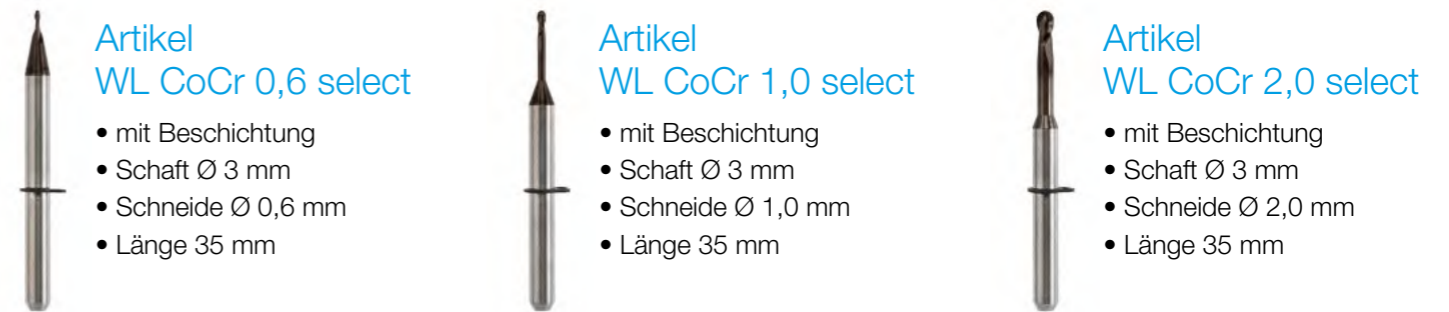 Artikel
WL CoCr 0,6 select
• mit Beschichtung
• Schaft Ø 3 mm
• Schneide Ø 0,6 mm
• Länge 35 mm
Artikel
WL CoCr 1,0 select
• mit Beschichtung
• Schaft Ø 3 mm
• Schneide Ø 1,0 mm
• Länge 35 mm
Artikel
WL CoCr 2,0 select
• mit Beschichtung
• Schaft Ø 3 mm
• Schneide Ø 2,0 mm
• Länge 35 mm